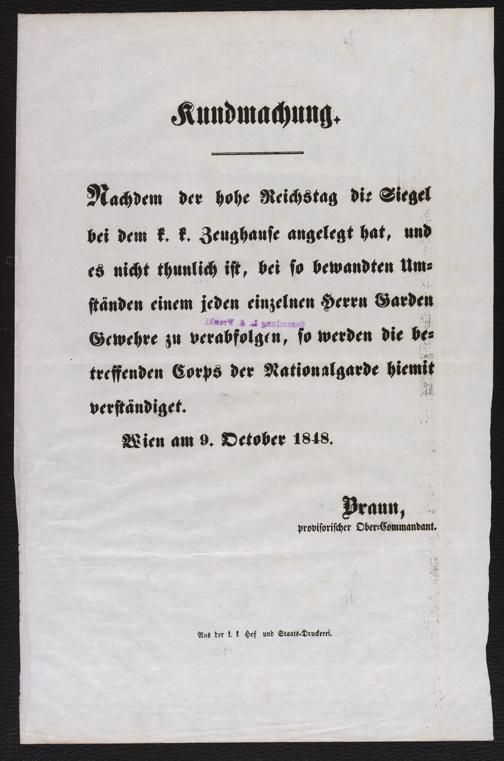 Kundmachung.
Nachdem der hohe Reichstag die Siegel
bei dem k. k. Zeughause angelegt hat, und
es nicht thunlich ist, bei so bewandten Um-
ständen einem jeden einzelnen Herrn Garden
Gewehre zu verabfolgen, so werden die be-
treffenden Corps der Nationalgarde hiemit
verständiget.
Wien am 9. October 1848.
Braun,
provisorischer Ober-Commandant.
Aus der k. k Hof und Staats-Druckerei.